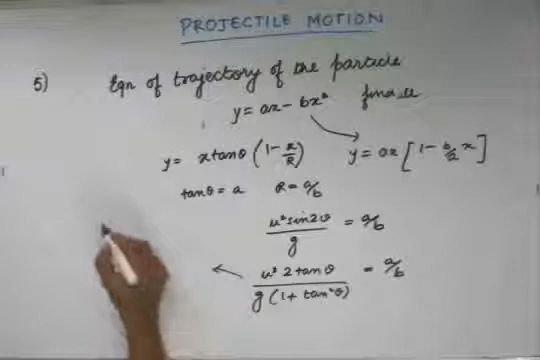 PROJECTILE MOTION
5) Eqn of trajectory of the particle
y = ax - bx² find u
y = x tanθ (1 - x/R) y = ax [1 - b/a x]
tanθ = a R = a/b
u² sin2θ / g = a/b
u² 2 tanθ / g (1 + tan²θ) = a/b